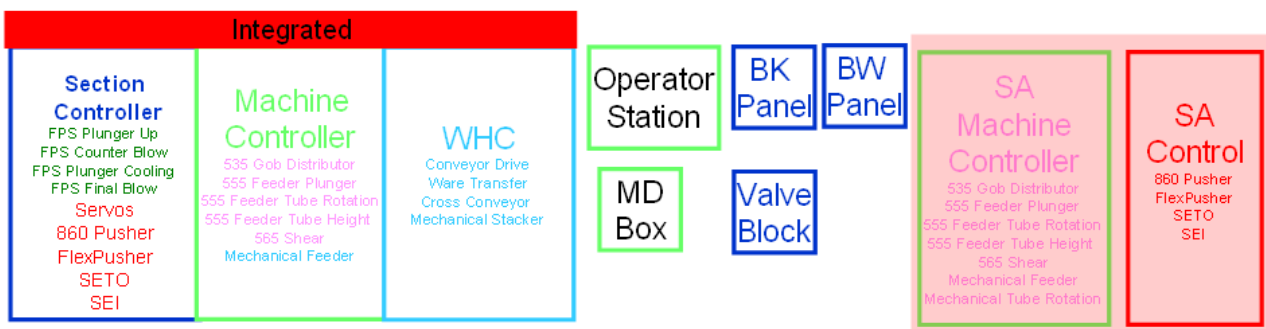 Integrated
Section
Controller
FPS Plunger Up
FPS Counter Blow
FPS Plunger Cooling
FPS Final Blow
Servos
860 Pusher
FlexPusher
SETO
SEI
Machine
Controller
535 Gob Distributor
555 Feeder Plunger
555 Feeder Tube Rotation
555 Feeder Tube Height
565 Shear
Mechanical Feeder
WHC
Conveyor Drive
Ware Transfer
Cross Conveyor
Mechanical Stacker
Operator
Station
MD
Box
BK
Panel
BW
Panel
Valve
Block
SA
Machine
Controller
535 Gob Distributor
555 Feeder Plunger
555 Feeder Tube Rotation
555 Feeder Tube Height
565 Shear
Mechanical Feeder
Mechanical Tube Rotation
SA
Control
860 Pusher
FlexPusher
SETO
SEI